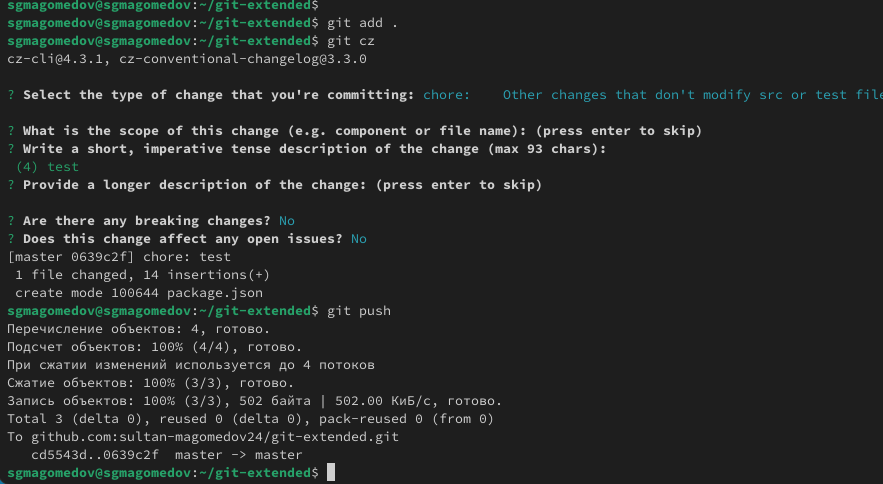 sgmagomedov@sgmagomedov:~/git-extended$
sgmagomedov@sgmagomedov:~/git-extended$ git add .
sgmagomedov@sgmagomedov:~/git-extended$ git cz
cz-cli@4.3.1, cz-conventional-changelog@3.3.0
? Select the type of change that you're committing: chore:    Other changes that don't modify src or test file
? What is the scope of this change (e.g. component or file name): (press enter to skip)
? Write a short, imperative tense description of the change (max 93 chars):
(4) test
? Provide a longer description of the change: (press enter to skip)
? Are there any breaking changes? No
? Does this change affect any open issues? No
[master 0639c2f] chore: test
1 file changed, 14 insertions(+)
create mode 100644 package.json
sgmagomedov@sgmagomedov:~/git-extended$ git push
Перечисление объектов: 4, готово.
Подсчет объектов: 100% (4/4), готово.
При сжатии изменений используется до 4 потоков
Сжатие объектов: 100% (3/3), готово.
Запись объектов: 100% (3/3), 502 байта | 502.00 КиБ/с, готово.
Total 3 (delta 0), reused 0 (delta 0), pack-reused 0 (from 0)
To github.com:sultan-magomedov24/git-extended.git
cd5543d..0639c2f  master -> master
sgmagomedov@sgmagomedov:~/git-extended$